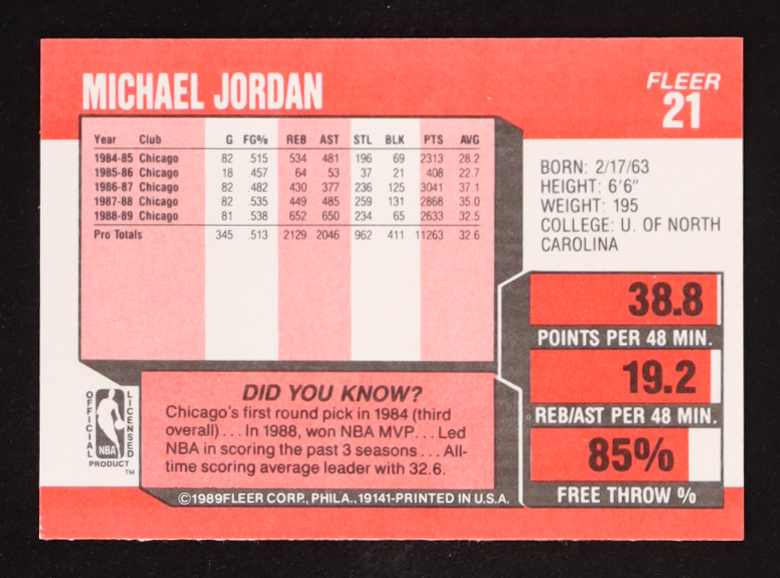 MICHAEL JORDAN
FLEER
21
Year Club G FG% REB AST STL BLK PTS AVG
1984-85 Chicago 82 .515 534 481 196 69 2313 28.2
1985-86 Chicago 18 .457 64 53 37 21 408 22.7
1986-87 Chicago 82 .482 430 377 236 125 3041 37.1
1987-88 Chicago 82 .535 449 485 259 131 2868 35.0
1988-89 Chicago 81 .538 652 650 234 65 2633 32.5
Pro Totals 345 .513 2129 2046 962 411 11263 32.6
BORN: 2/17/63
HEIGHT: 6'6"
WEIGHT: 195
COLLEGE: U. OF NORTH
CAROLINA
38.8
POINTS PER 48 MIN.
19.2
REB/AST PER 48 MIN.
85%
FREE THROW %
OFFICIAL
LICENSED
NBA
PRODUCT
TM
DID YOU KNOW?
Chicago's first round pick in 1984 (third
overall) . . . In 1988, won NBA MVP. . . Led
NBA in scoring the past 3 seasons . . . All-
time scoring average leader with 32.6.
©1989FLEER CORP., PHILA., 19141-PRINTED IN U.S.A.